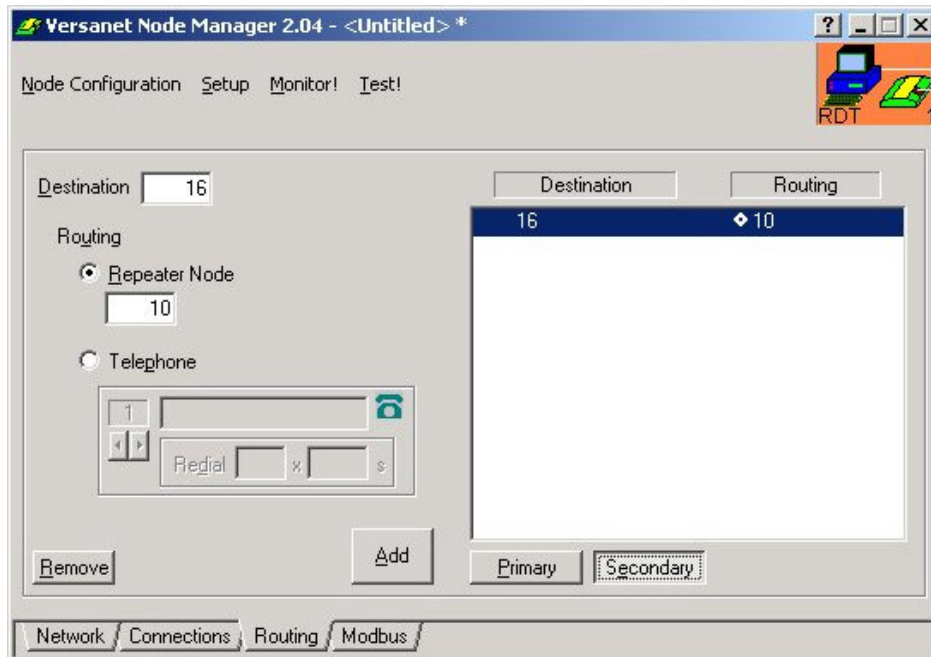 Versanet Node Manager 2.04 - <Untitled> *
Node Configuration Setup Monitor! Test!
RDT 1
Destination 16
Routing
Repeater Node
10
Telephone
1
Redial x s
Remove
Add
Destination Routing
16 10
Primary Secondary
Network Connections Routing Modbus